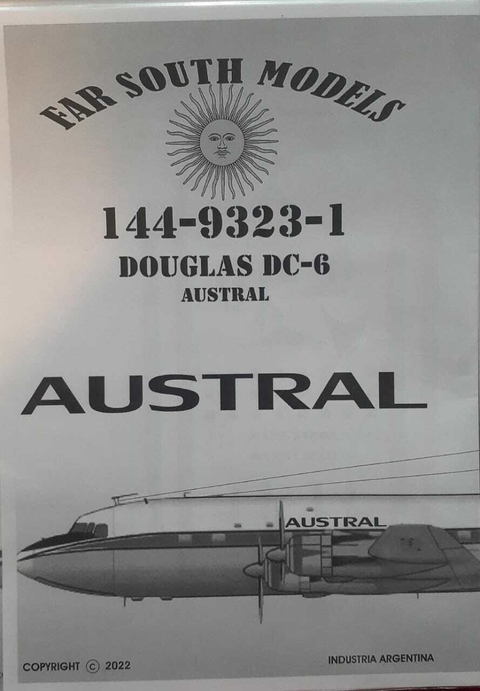 FAR SOUTH MODELS
144-9323-1
DOUGLAS DC-6
AUSTRAL
AUSTRAL
AUSTRAL
COPYRIGHT © 2022
INDUSTRIA ARGENTINA